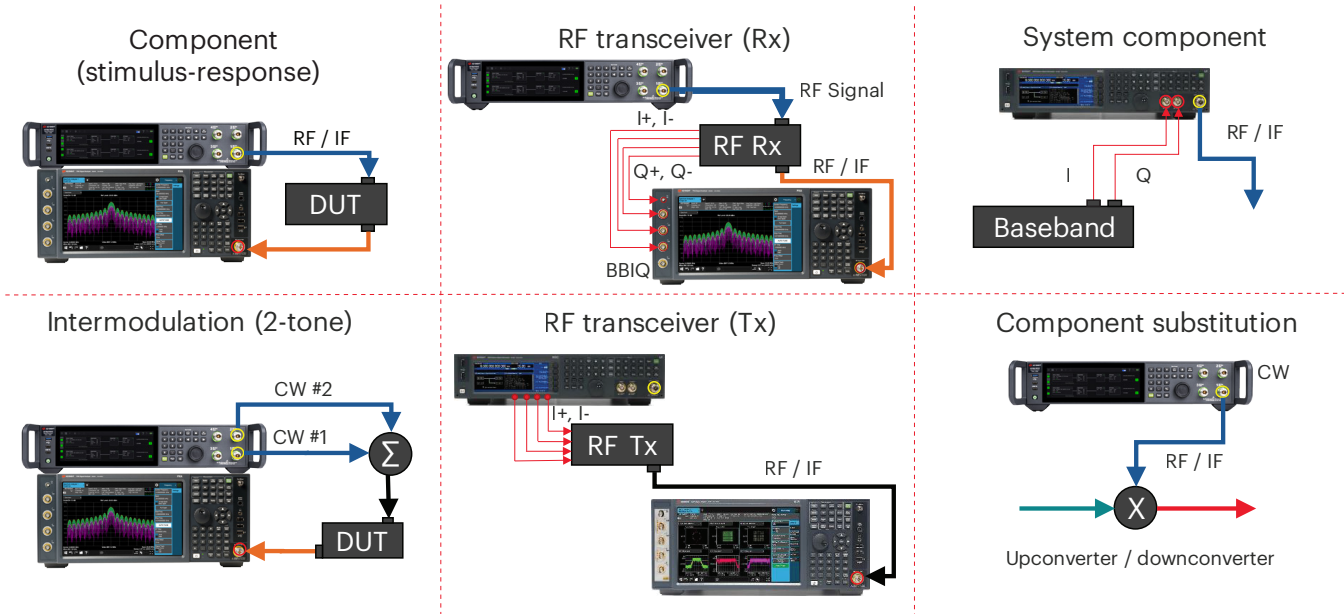 Component
(stimulus-response)
RF / IF
DUT
RF transceiver (Rx)
RF Signal
I+, I-
RF Rx
RF / IF
Q+, Q-
BBIQ
System component
RF / IF
I
Q
Baseband
Intermodulation (2-tone)
CW #2
CW #1
Σ
DUT
RF transceiver (Tx)
I+, I-
RF Tx
RF / IF
Component substitution
CW
RF / IF
X
Upconverter / downconverter